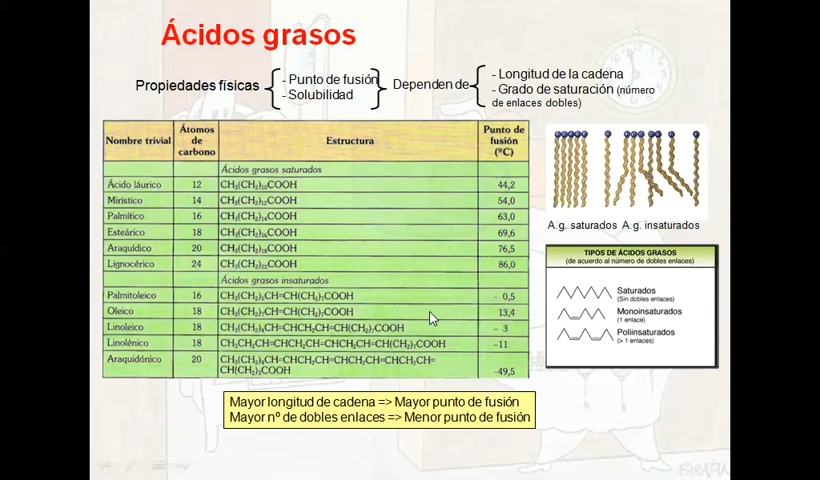 Ácidos grasos
Propiedades físicas
- Punto de fusión
- Solubilidad
Dependen de
- Longitud de la cadena
- Grado de saturación (número
de enlaces dobles)
Nombre trivial Átomos de carbono Estructura Punto de fusión (ºC)
Ácidos grasos saturados
Ácido láurico 12 CH₃(CH₂)₁₀COOH 44,2
Mirístico 14 CH₃(CH₂)₁₂COOH 54,0
Palmítico 16 CH₃(CH₂)₁₄COOH 63,0
Esteárico 18 CH₃(CH₂)₁₆COOH 69,6
Araquídico 20 CH₃(CH₂)₁₈COOH 76,5
Lignocérico 24 CH₃(CH₂)₂₂COOH 86,0
Ácidos grasos insaturados
Palmitoleico 16 CH₃(CH₂)₅CH=CH(CH₂)₇COOH - 0,5
Oleico 18 CH₃(CH₂)₇CH=CH(CH₂)₇COOH 13,4
Linoleico 18 CH₃(CH₂)₄CH=CHCH₂CH=CH(CH₂)₇COOH - 3
Linolénico 18 CH₃CH₂CH=CHCH₂CH=CHCH₂CH=CH(CH₂)₇COOH -11
Araquidónico 20 CH₃(CH₂)₄CH=CHCH₂CH=CHCH₂CH=CHCH₂CH=
CH(CH₂)₃COOH -49,5
A.g. saturados A.g. insaturados
TIPOS DE ÁCIDOS GRASOS
(de acuerdo al número de dobles enlaces)
Saturados
(Sin dobles enlaces)
Monoinsaturados
(1 enlace)
Poliinsaturados
(> 1 enlaces)
Mayor longitud de cadena => Mayor punto de fusión
Mayor nº de dobles enlaces => Menor punto de fusión